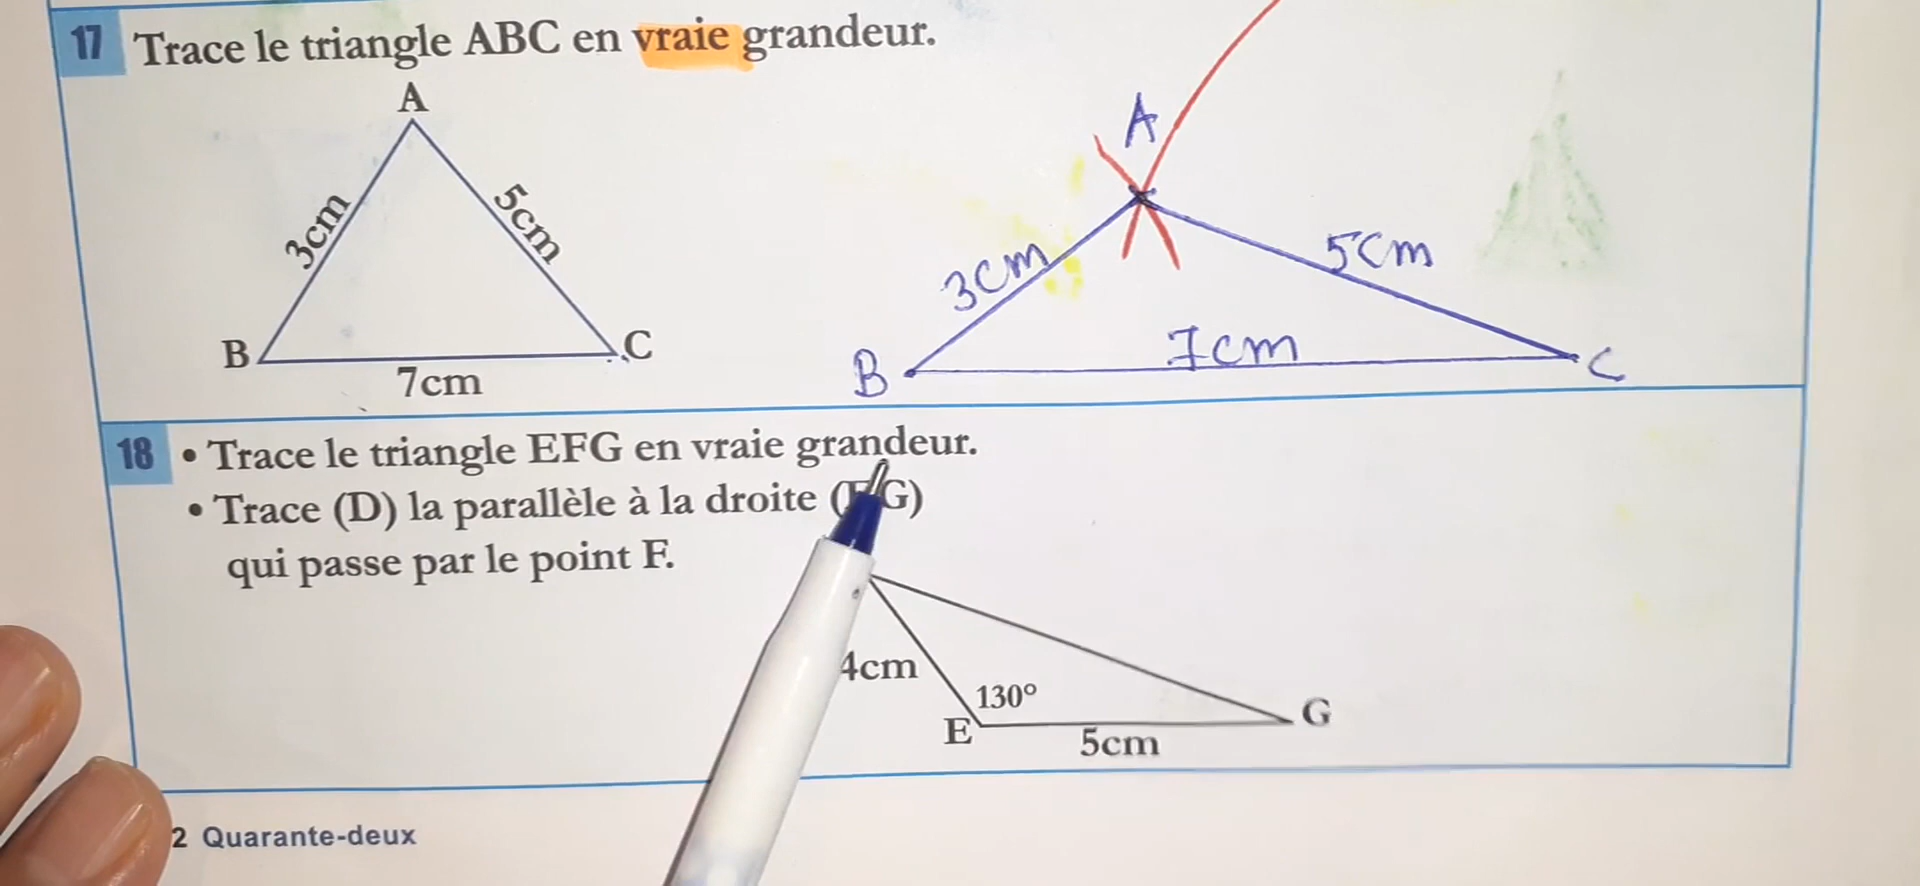 17 Trace le triangle ABC en vraie grandeur.
A
3cm
5cm
B
C
7cm
A
3cm
5cm
7cm
B
C
18 • Trace le triangle EFG en vraie grandeur.
• Trace (D) la parallèle à la droite ( G)
qui passe par le point F.
4cm
130°
E
G
5cm
2 Quarante-deux